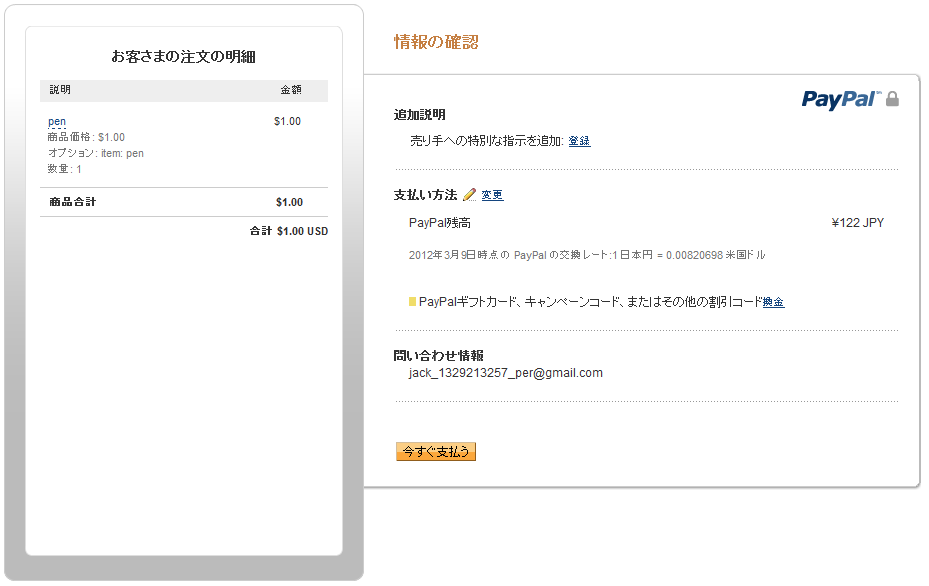 お客さまの注文の明細
説明 金額
pen $1.00
商品価格: $1.00
オプション: item: pen
数量: 1
商品合計 $1.00
合計 $1.00 USD
情報の確認
PayPal™
追加説明
売り手への特別な指示を追加: 登録
支払い方法 変更
PayPal残高 ¥122 JPY
2012年3月9日時点の PayPal の交換レート:1 日本円 = 0.00820698 米国ドル
PayPalギフトカード、キャンペーンコード、またはその他の割引コード換金
問い合わせ情報
jack_1329213257_per@gmail.com
今すぐ支払う